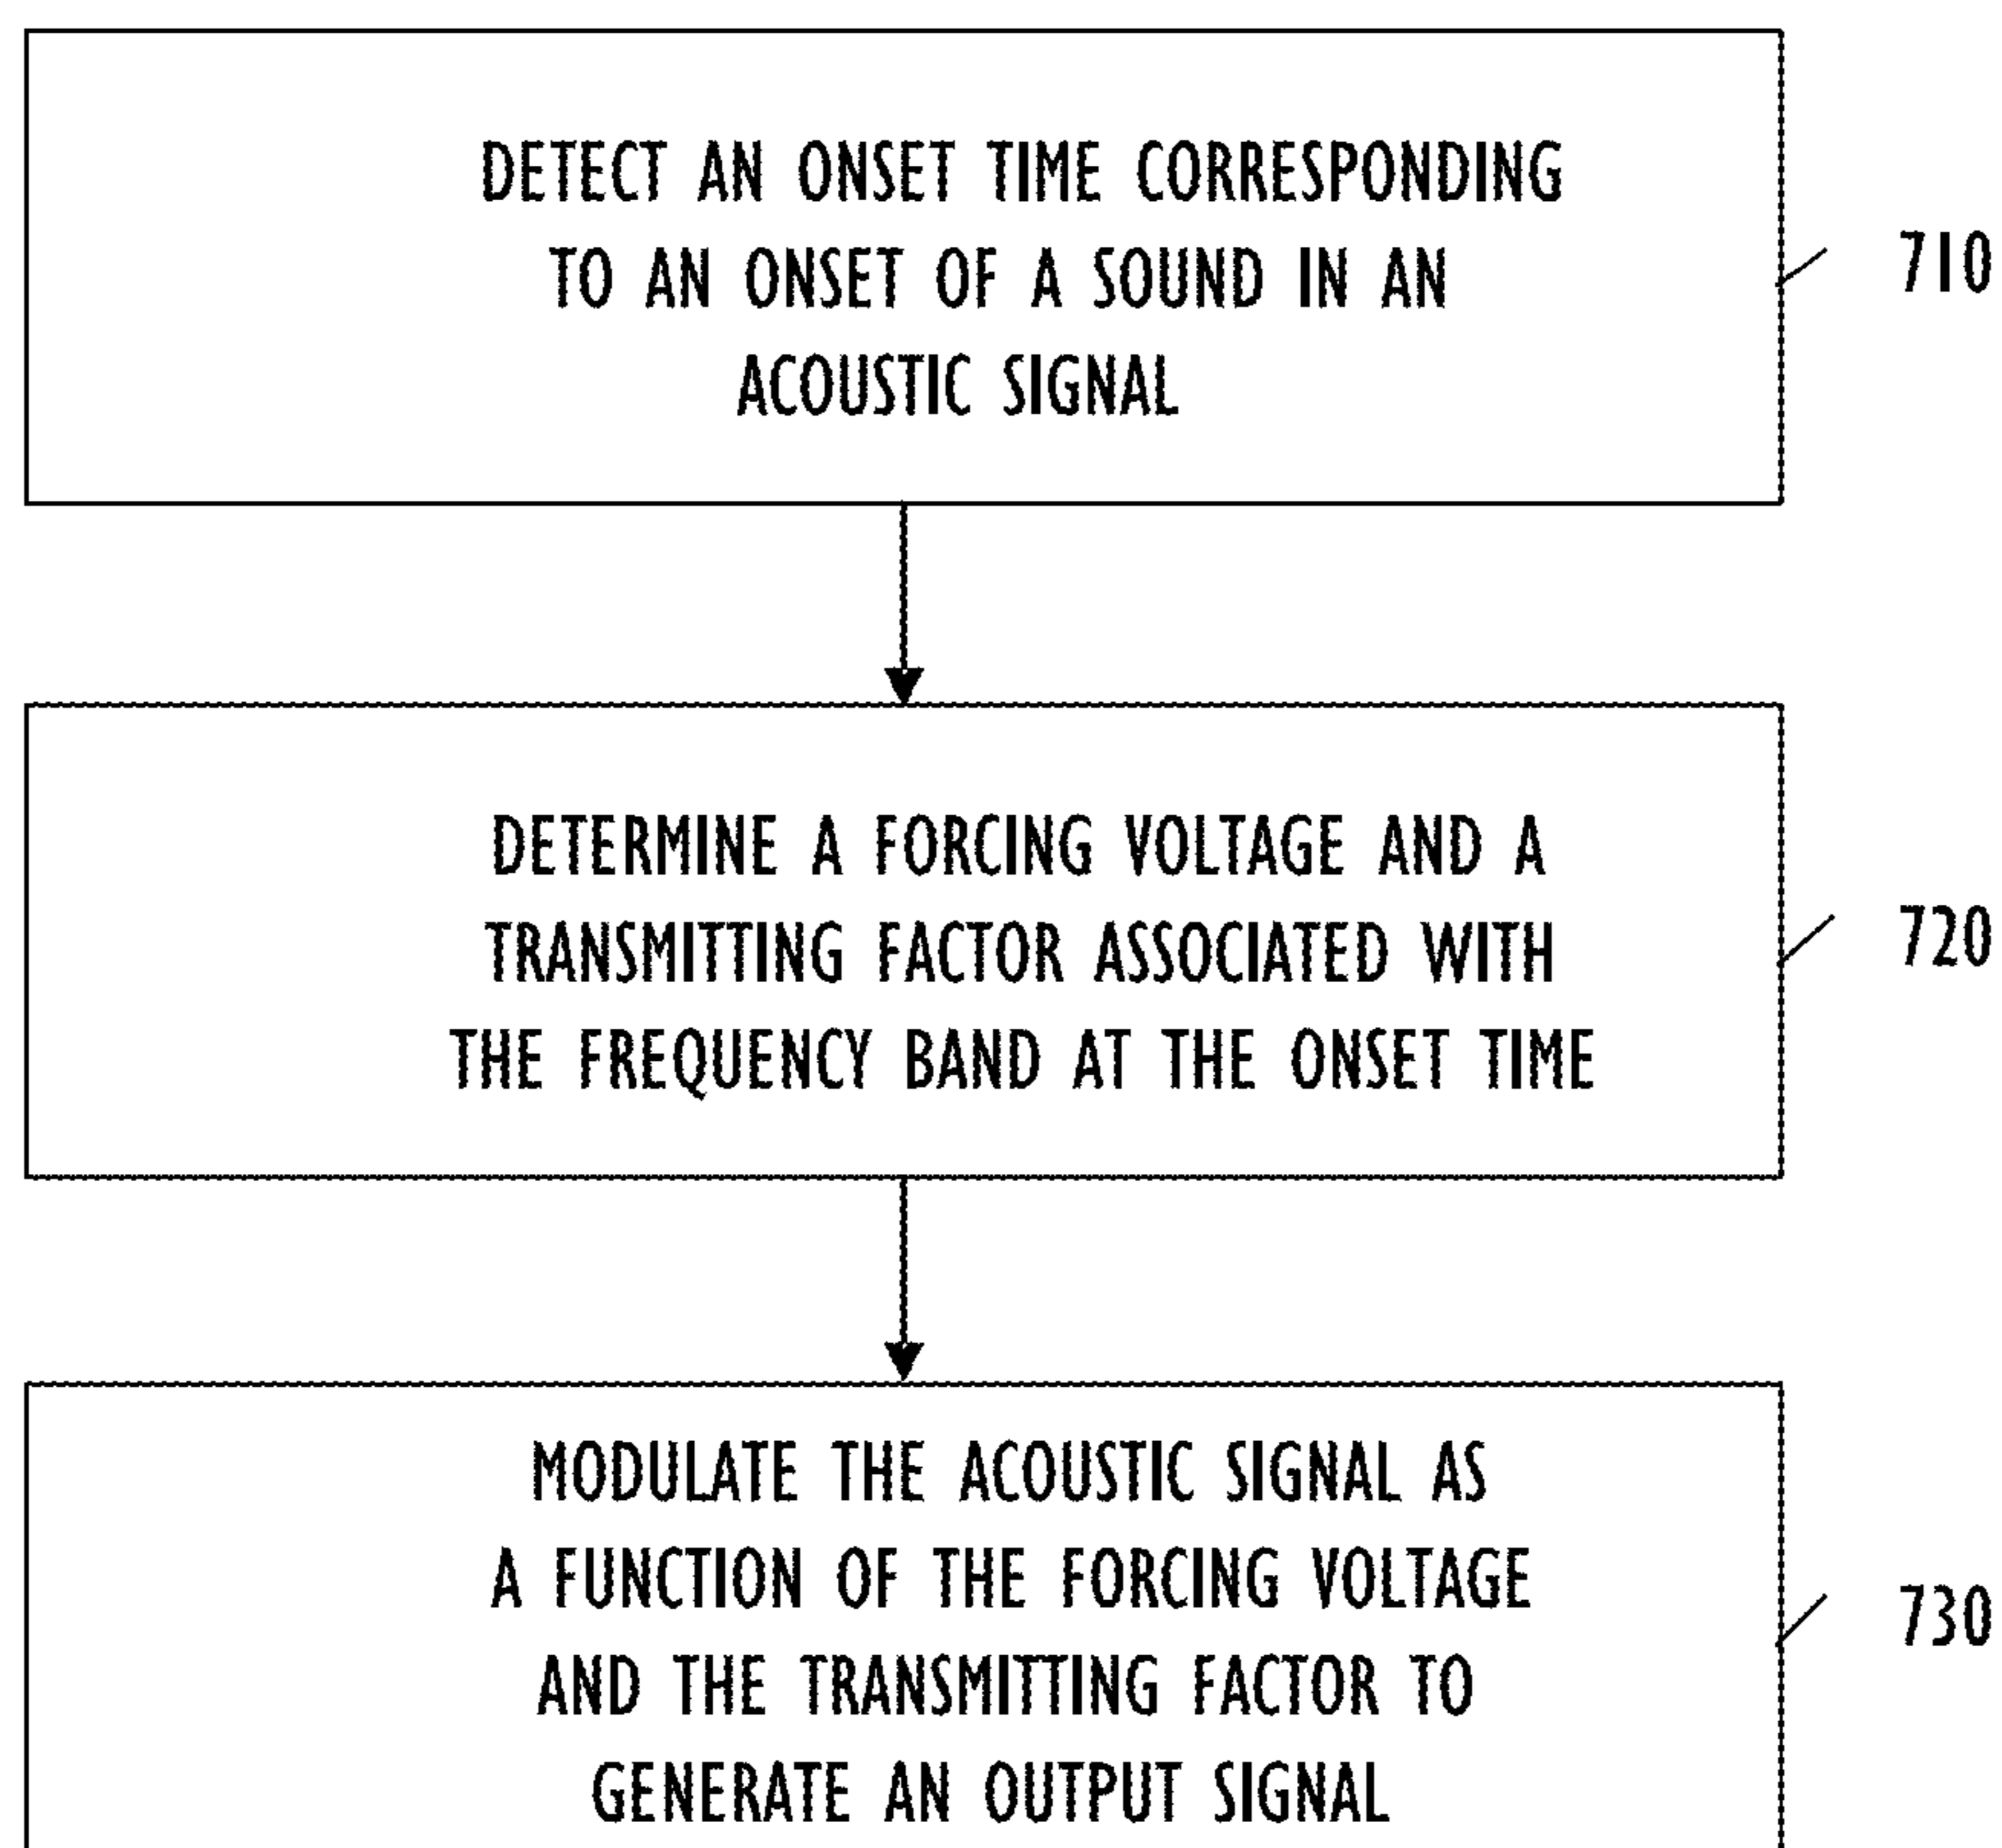 DETECT AN ONSET TIME CORRESPONDING
TO AN ONSET OF A SOUND IN AN
ACOUSTIC SIGNAL
710
DETERMINE A FORCING VOLTAGE AND A
TRANSMITTING FACTOR ASSOCIATED WITH
THE FREQUENCY BAND AT THE ONSET TIME
720
MODULATE THE ACOUSTIC SIGNAL AS
A FUNCTION OF THE FORCING VOLTAGE
AND THE TRANSMITTING FACTOR TO
GENERATE AN OUTPUT SIGNAL
730